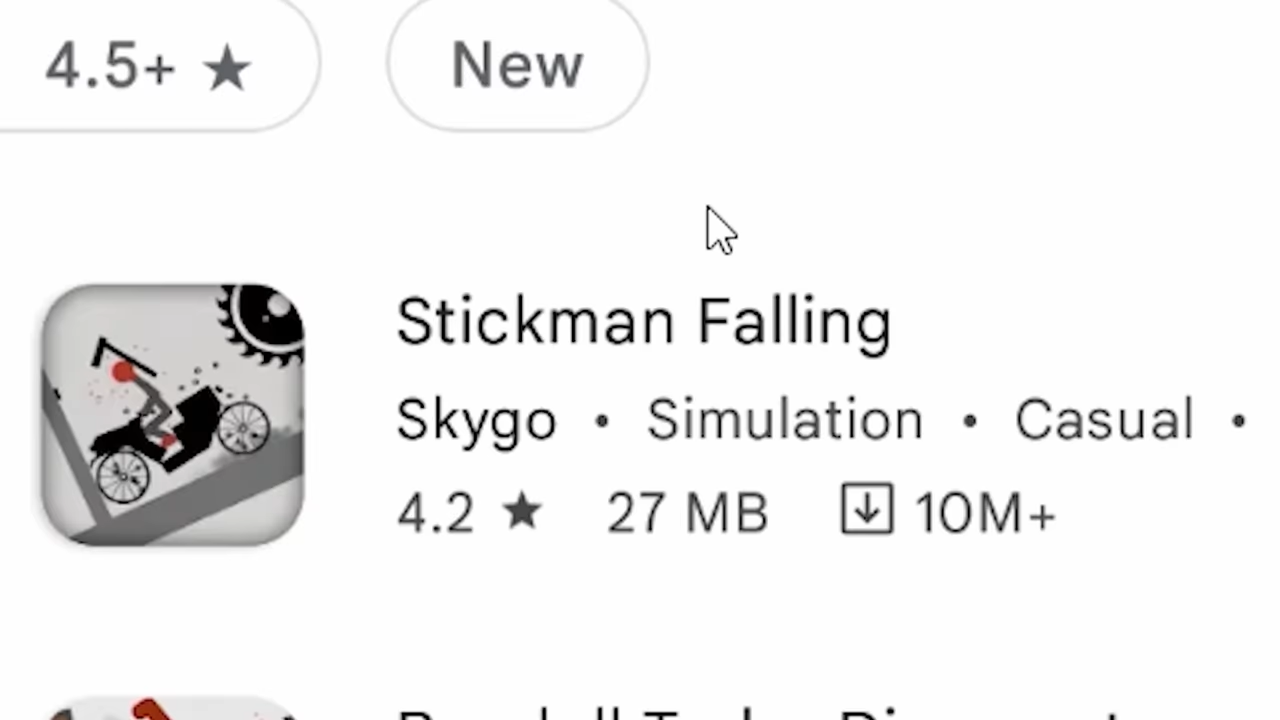 4.5+ ★
New
Stickman Falling
Skygo • Simulation • Casual •
4.2 ★ 27 MB 10M+